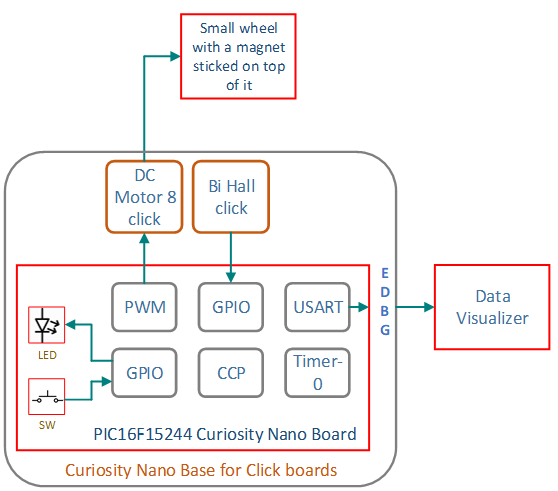 Small wheel
with a magnet
sticked on top
of it
DC
Motor 8
click
Bi Hall
click
PWM
GPIO
USART
E
D
B
G
Data
Visualizer
LED
GPIO
CCP
Timer-
0
SW
PIC16F15244 Curiosity Nano Board
Curiosity Nano Base for Click boards